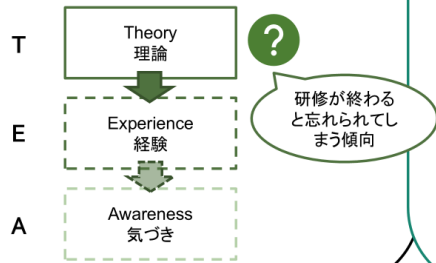 T
Theory
理論
?
研修が終わる
と忘れられてし
まう傾向
E
Experience
経験
A
Awareness
気づき